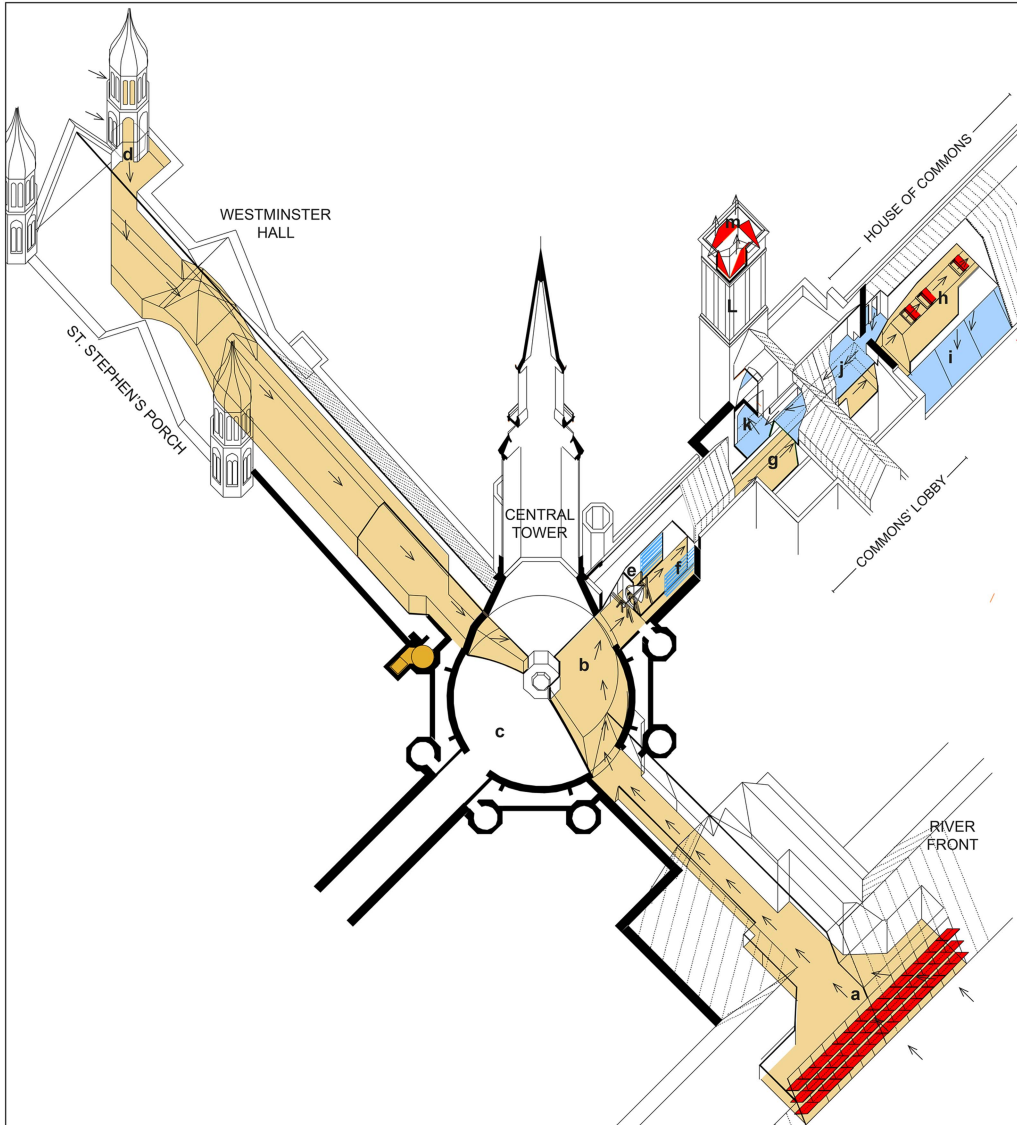 d
WESTMINSTER
HALL
ST. STEPHEN'S PORCH
CENTRAL
TOWER
HOUSE OF COMMONS
m
L
h
i
j
k
g
COMMONS' LOBBY
e
f
b
c
RIVER
FRONT
a